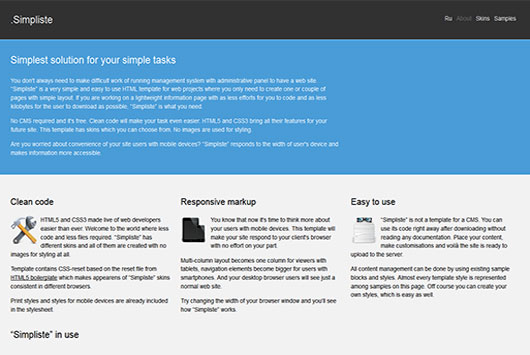 .Simpliste
Ru About Skins Samples
Simplest solution for your simple tasks
You don't always need to make difficult work of running management system with administrative panel to have a web site.
"Simpliste" is a very simple and easy to use HTML template for web projects where you only need to create one or couple of
pages with simple layout. If you are working on a lightweight information page with as less efforts for you to code and as less
kilobytes for the user to download as possible, "Simpliste" is what you need.
No CMS required and it's free. Clean code will make your task even easier. HTML5 and CSS3 bring all their features for your
future site. This template has skins which you can choose from. No images are used for styling.
Are you worried about convenience of your site users with mobile devices? "Simpliste" responds to the width of user's device and
makes information more accessible.
Clean code
HTML5 and CSS3 made live of web developers
easier than ever. Welcome to the world where less
code and less files required. "Simpliste" has
different skins and all of them are created with no
images for styling at all.
Template contains CSS-reset based on the reset file from
HTML5 boilerplate which makes appearance of "Simpliste" skins
consistent in different browsers.
Print styles and styles for mobile devices are already included
in the stylesheet
Responsive markup
You know that now it's time to think more about
your users with mobile devices. This template will
make your site respond to your client's browser
with no effort on your part
Multi-column layout becomes one column for viewers with
tablets, navigation elements become bigger for users with
smartphones. And your desktop browser users will see just a
normal web site.
Try changing the width of your browser window and you'll see
how "Simpliste" works.
Easy to use
"Simpliste" is not a template for a CMS. You can
use its code right away after downloading without
reading any documentation. Place your content,
make customisations and voilà the site is ready to
upload to the server.
All content management can be done by using existing sample
blocks and styles. Almost every template style is represented
among samples on this page. Off course you can create your
own styles, which is easy as well.
"Simpliste" in use